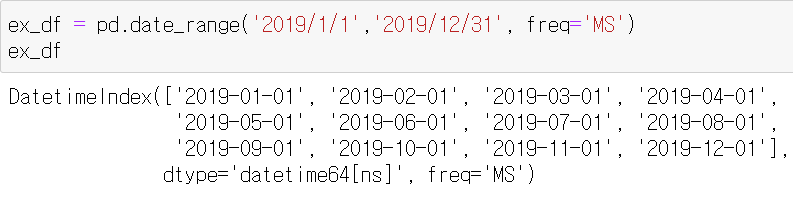 ex_df = pd.date_range('2019/1/1','2019/12/31', freq='MS')
ex_df
DatetimeIndex(['2019-01-01', '2019-02-01', '2019-03-01', '2019-04-01',
'2019-05-01', '2019-06-01', '2019-07-01', '2019-08-01',
'2019-09-01', '2019-10-01', '2019-11-01', '2019-12-01'],
dtype='datetime64[ns]', freq='MS')